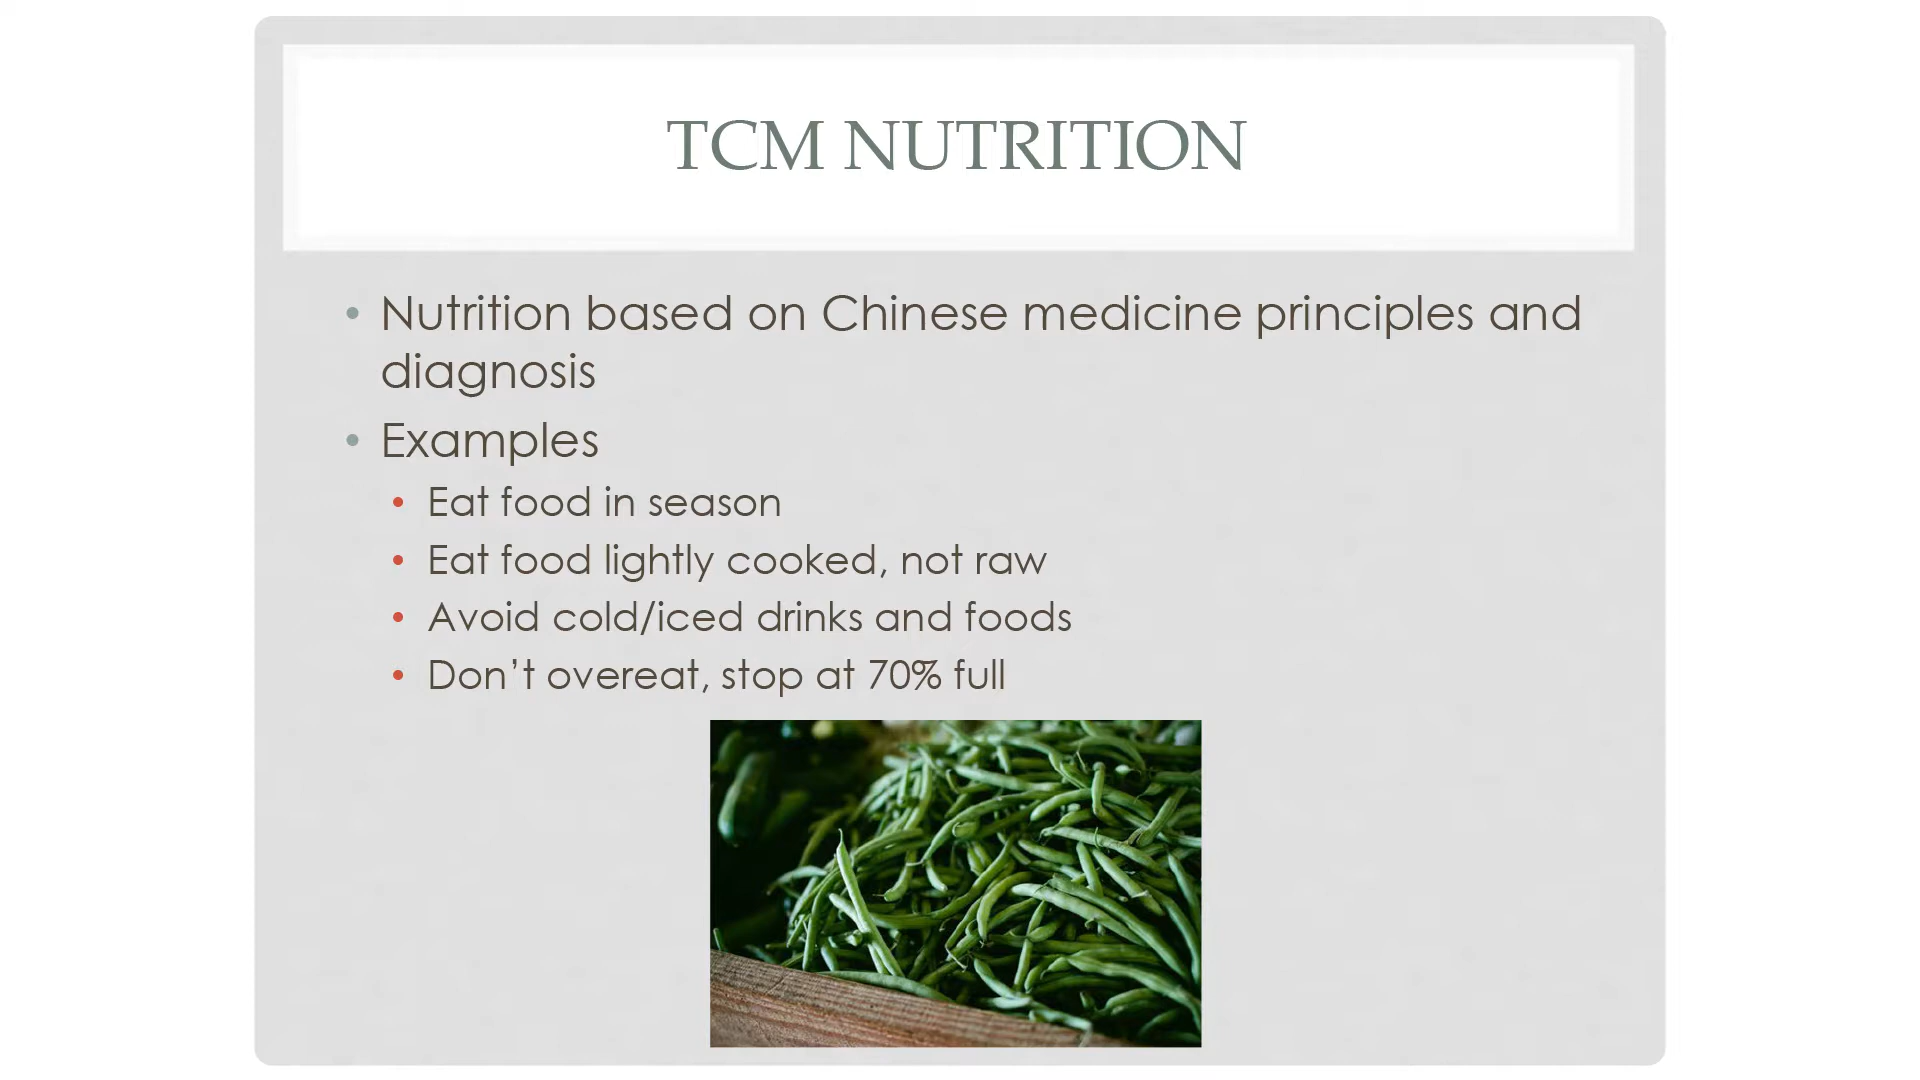 TCM NUTRITION
• Nutrition based on Chinese medicine principles and
diagnosis
• Examples
• Eat food in season
• Eat food lightly cooked, not raw
• Avoid cold/iced drinks and foods
• Don’t overeat, stop at 70% full